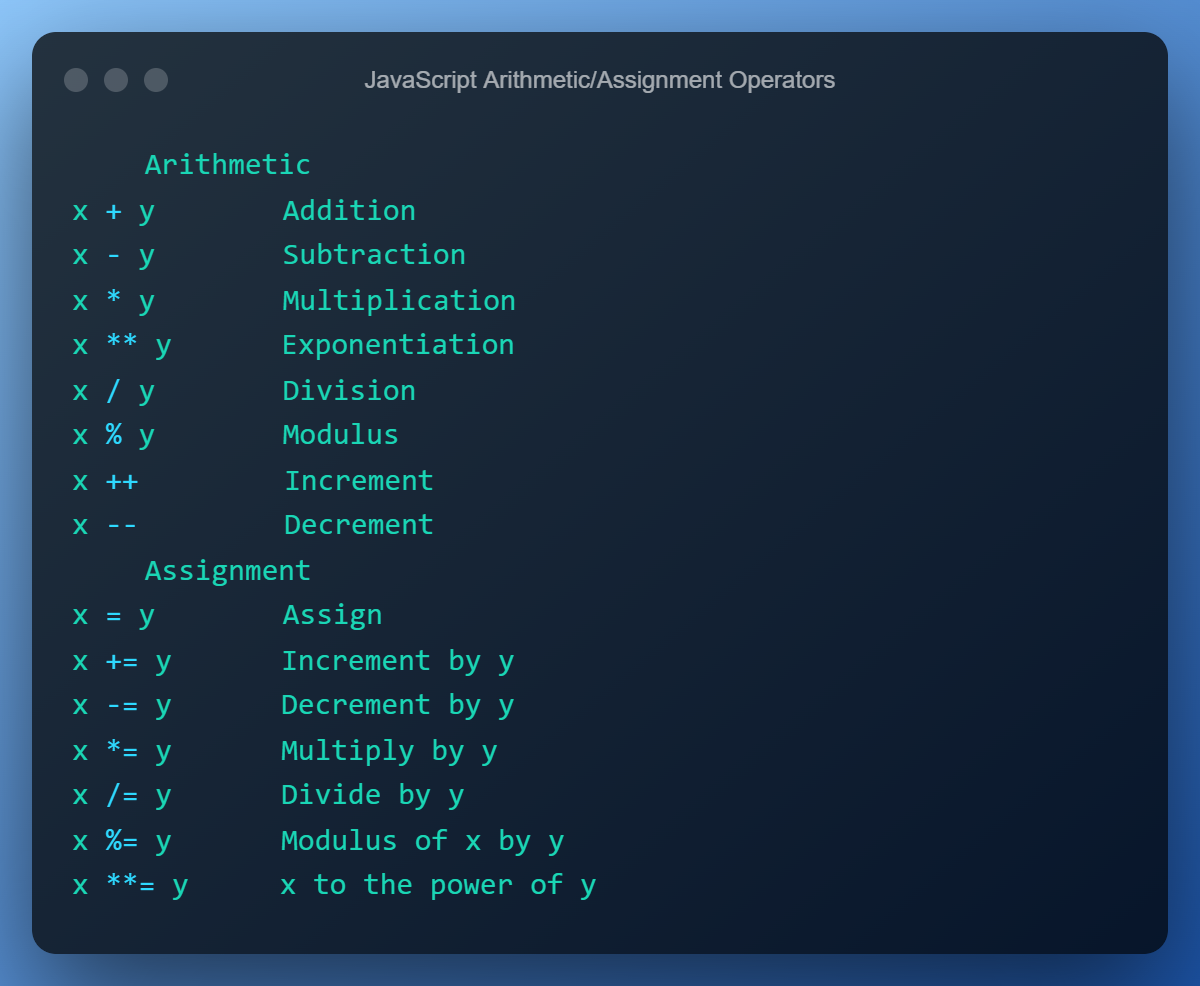 JavaScript Arithmetic/Assignment Operators
Arithmetic
x + y Addition
x - y Subtraction
x * y Multiplication
x ** y Exponentiation
x / y Division
x % y Modulus
x ++ Increment
x -- Decrement
Assignment
x = y Assign
x += y Increment by y
x -= y Decrement by y
x *= y Multiply by y
x /= y Divide by y
x %= y Modulus of x by y
x **= y x to the power of y